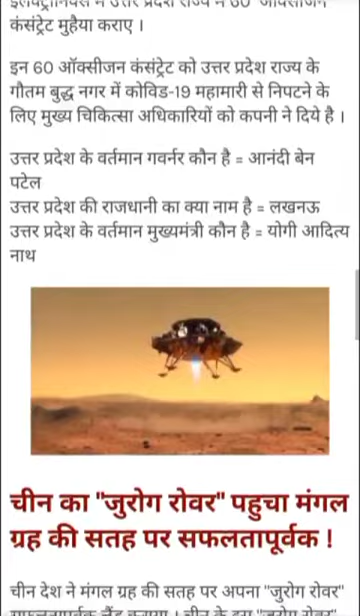 कंसंट्रेट मुहैया कराए ।
इन 60 ऑक्सीजन कंसंट्रेट को उत्तर प्रदेश राज्य के
गौतम बुद्ध नगर में कोविड-19 महामारी से निपटने के
लिए मुख्य चिकित्सा अधिकारियों को कंपनी ने दिये है ।
उत्तर प्रदेश के वर्तमान गवर्नर कौन है = आनंदी बेन
पटेल
उत्तर प्रदेश की राजधानी का क्या नाम है = लखनऊ
उत्तर प्रदेश के वर्तमान मुख्यमंत्री कौन है = योगी आदित्य
नाथ
चीन का "जुरोग रोवर" पहुचा मंगल
ग्रह की सतह पर सफलतापूर्वक !
चीन देश ने मंगल ग्रह की सतह पर अपना "जुरोग रोवर"